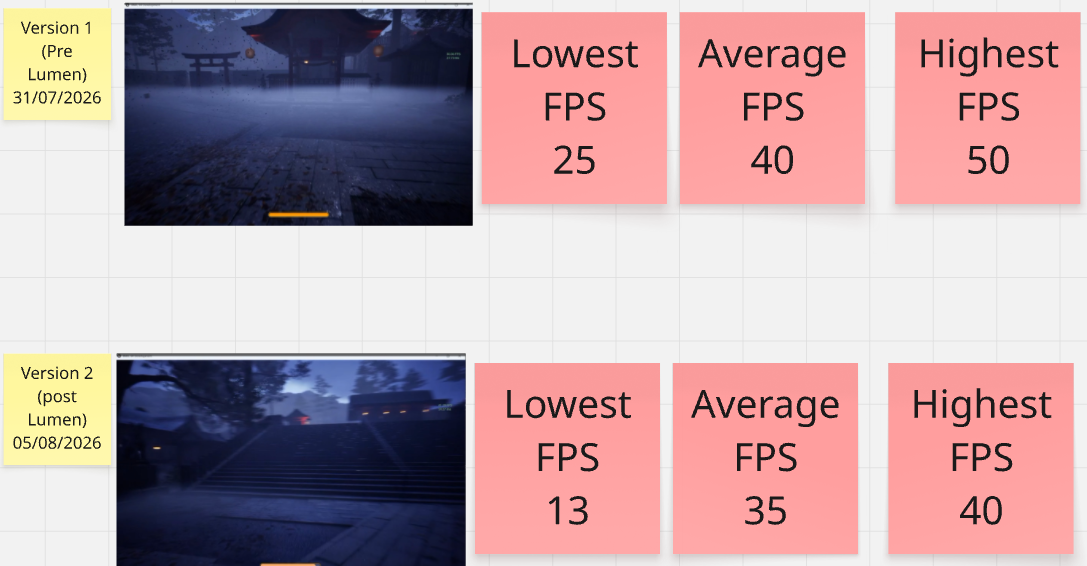 Version 1
(Pre
Lumen)
31/07/2026
Lowest
FPS
25
Average
FPS
40
Highest
FPS
50
Version 2
(post
Lumen)
05/08/2026
Lowest
FPS
13
Average
FPS
35
Highest
FPS
40